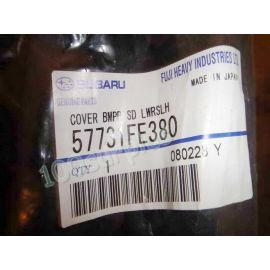 SUBARU
FUJI HEAVY INDUSTRIES LTD.
GENUINE PARTS
MADE IN JAPAN
COVER BMPR SD LWRSLH
57731FE380
080228 Y
QTY 1